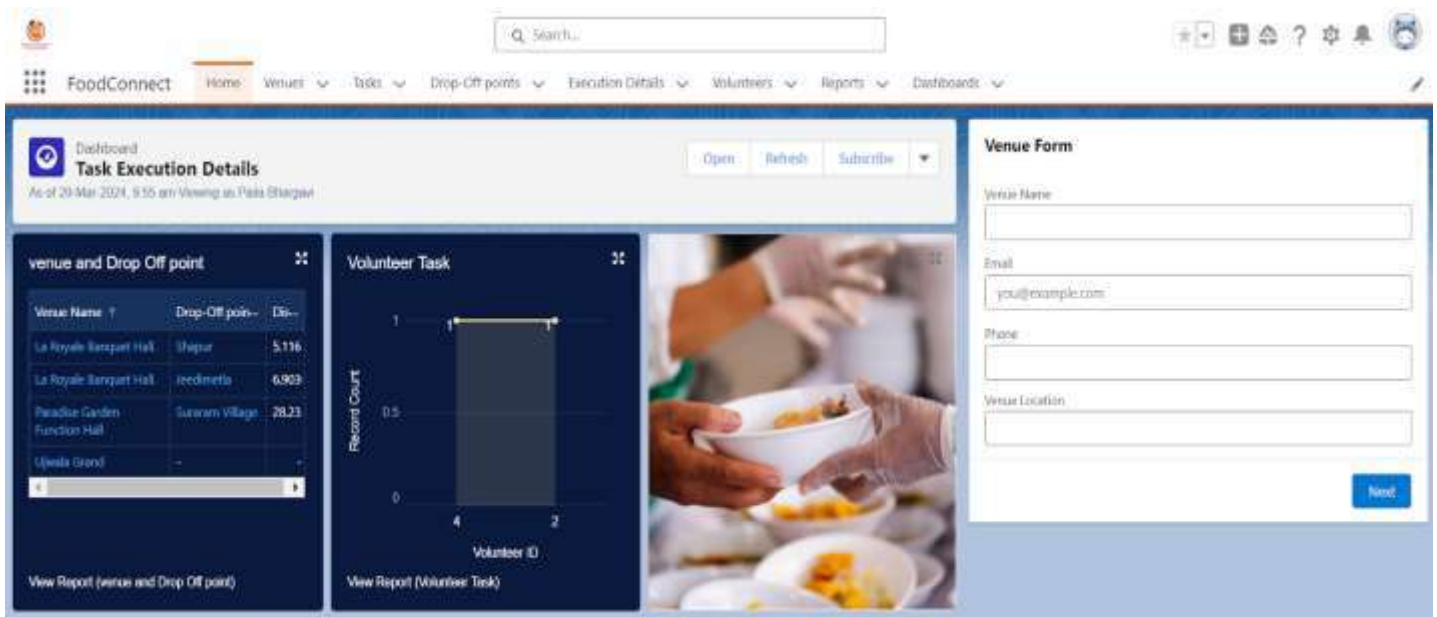 Search...
FoodConnect Home Venues Tasks Drop-Off points Execution Details Volunteers Reports Dashboards
Dashboard
Task Execution Details
As of 20-Mar-2024, 9:55 am Viewing as
Open Refresh Subscribe
venue and Drop Off point
Venue Name ↑ Drop-Off poin... Dis...
La Royale Banquet Hall Shapur 5.116
La Royale Banquet Hall Jeedimetla 6.903
Paradise Garden Function Hall Suraram Village 28.23
Ujwala Grand - -
View Report (venue and Drop Off point)
Volunteer Task
Record Count
1
0.5
0
1 1
4 2
Volunteer ID
View Report (Volunteer Task)
Venue Form
Venue Name
Email
you@example.com
Phone
Venue Location
Next